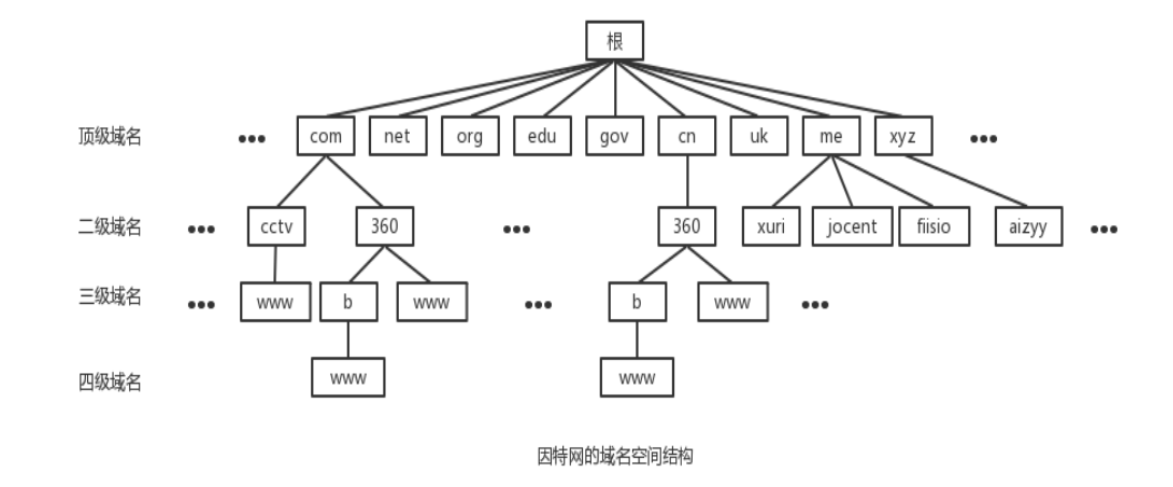 根
顶级域名 ••• com net org edu gov cn uk me xyz •••
二级域名 ••• cctv 360 ••• 360 xuri jocent fiisio aizyy •••
三级域名 ••• www b www ••• b www •••
四级域名 www www
因特网的域名空间结构